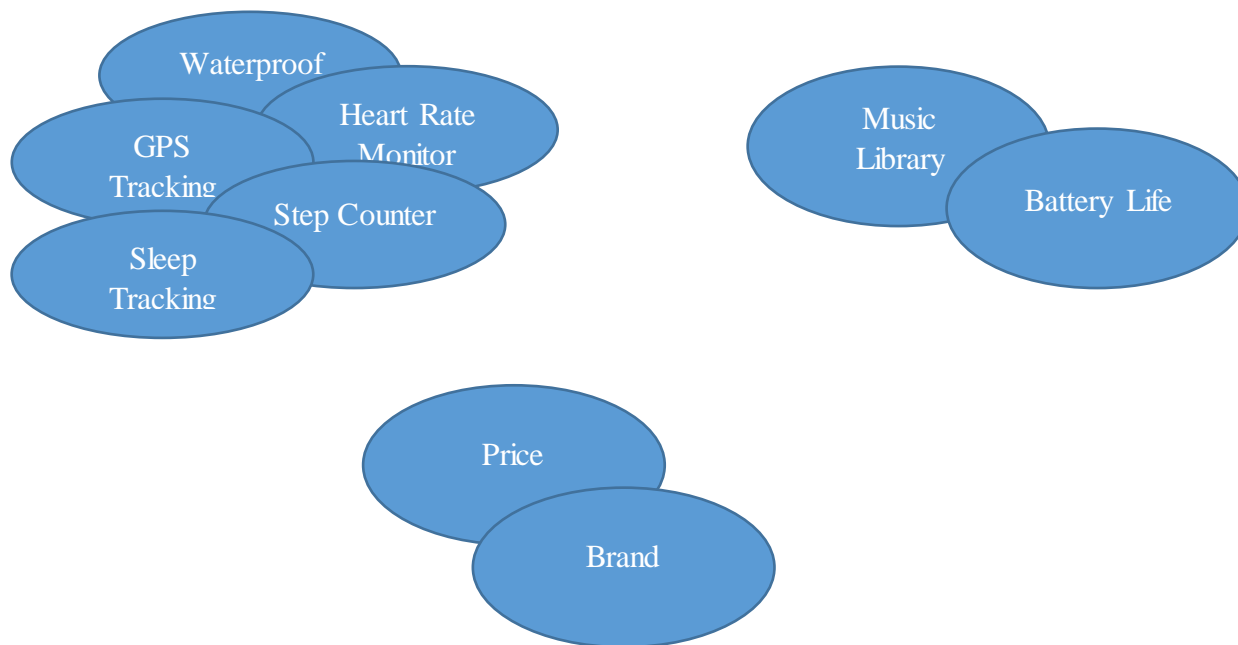 Waterproof
Heart Rate
Monitor
GPS
Tracking
Step Counter
Sleep
Tracking
Music
Library
Battery Life
Price
Brand